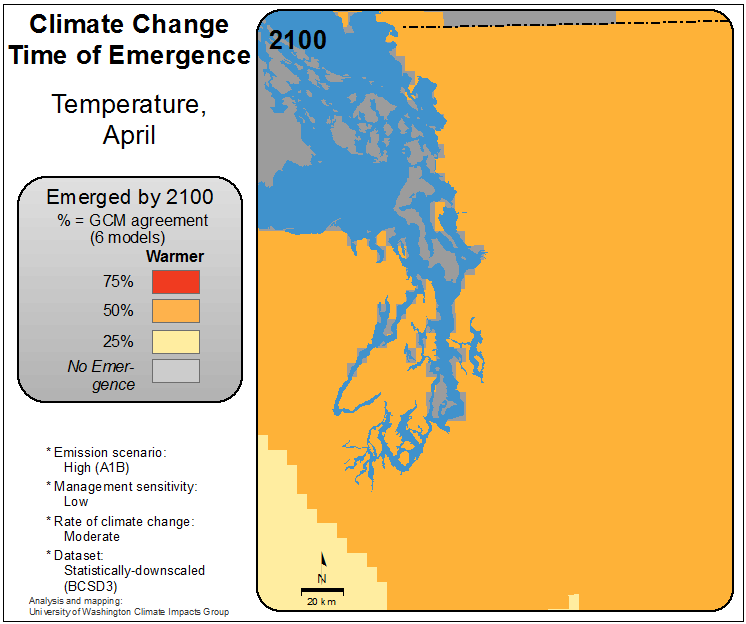 Climate Change
Time of Emergence
Temperature,
April
Emerged by 2100
% = GCM agreement
(6 models)
Warmer
75%
50%
25%
No Emer-
gence
* Emission scenario:
High (A1B)
* Management sensitivity:
Low
* Rate of climate change:
Moderate
* Dataset:
Statistically-downscaled
(BCSD3)
Analysis and mapping:
University of Washington Climate Impacts Group
2100
N
20 km